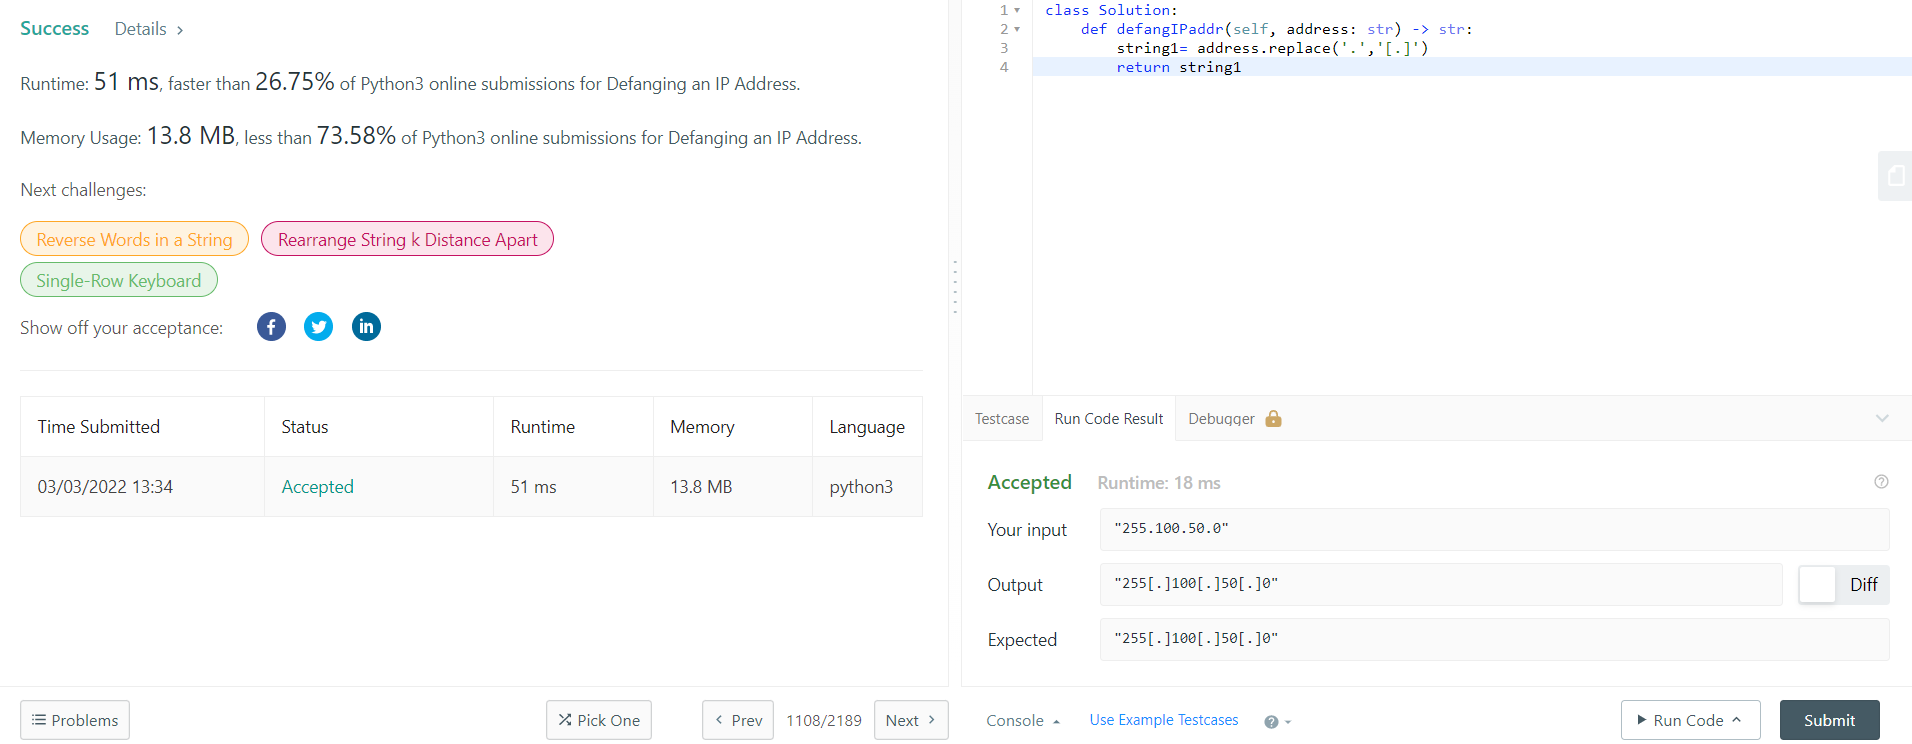 Success Details >
Runtime: 51 ms, faster than 26.75% of Python3 online submissions for Defanging an IP Address.
Memory Usage: 13.8 MB, less than 73.58% of Python3 online submissions for Defanging an IP Address.
Next challenges:
Reverse Words in a String Rearrange String k Distance Apart
Single-Row Keyboard
Show off your acceptance: f in
Time Submitted Status Runtime Memory Language
03/03/2022 13:34 Accepted 51 ms 13.8 MB python3
Problems Pick One < Prev 1108/2189 Next >
1 class Solution:
2 def defangIPaddr(self, address: str) -> str:
3 string1= address.replace('.','[.]')
4 return string1
Testcase Run Code Result Debugger
Accepted Runtime: 18 ms ?
Your input "255.100.50.0"
Output "255[.]100[.]50[.]0" Diff
Expected "255[.]100[.]50[.]0"
Console Use Example Testcases ? Run Code Submit